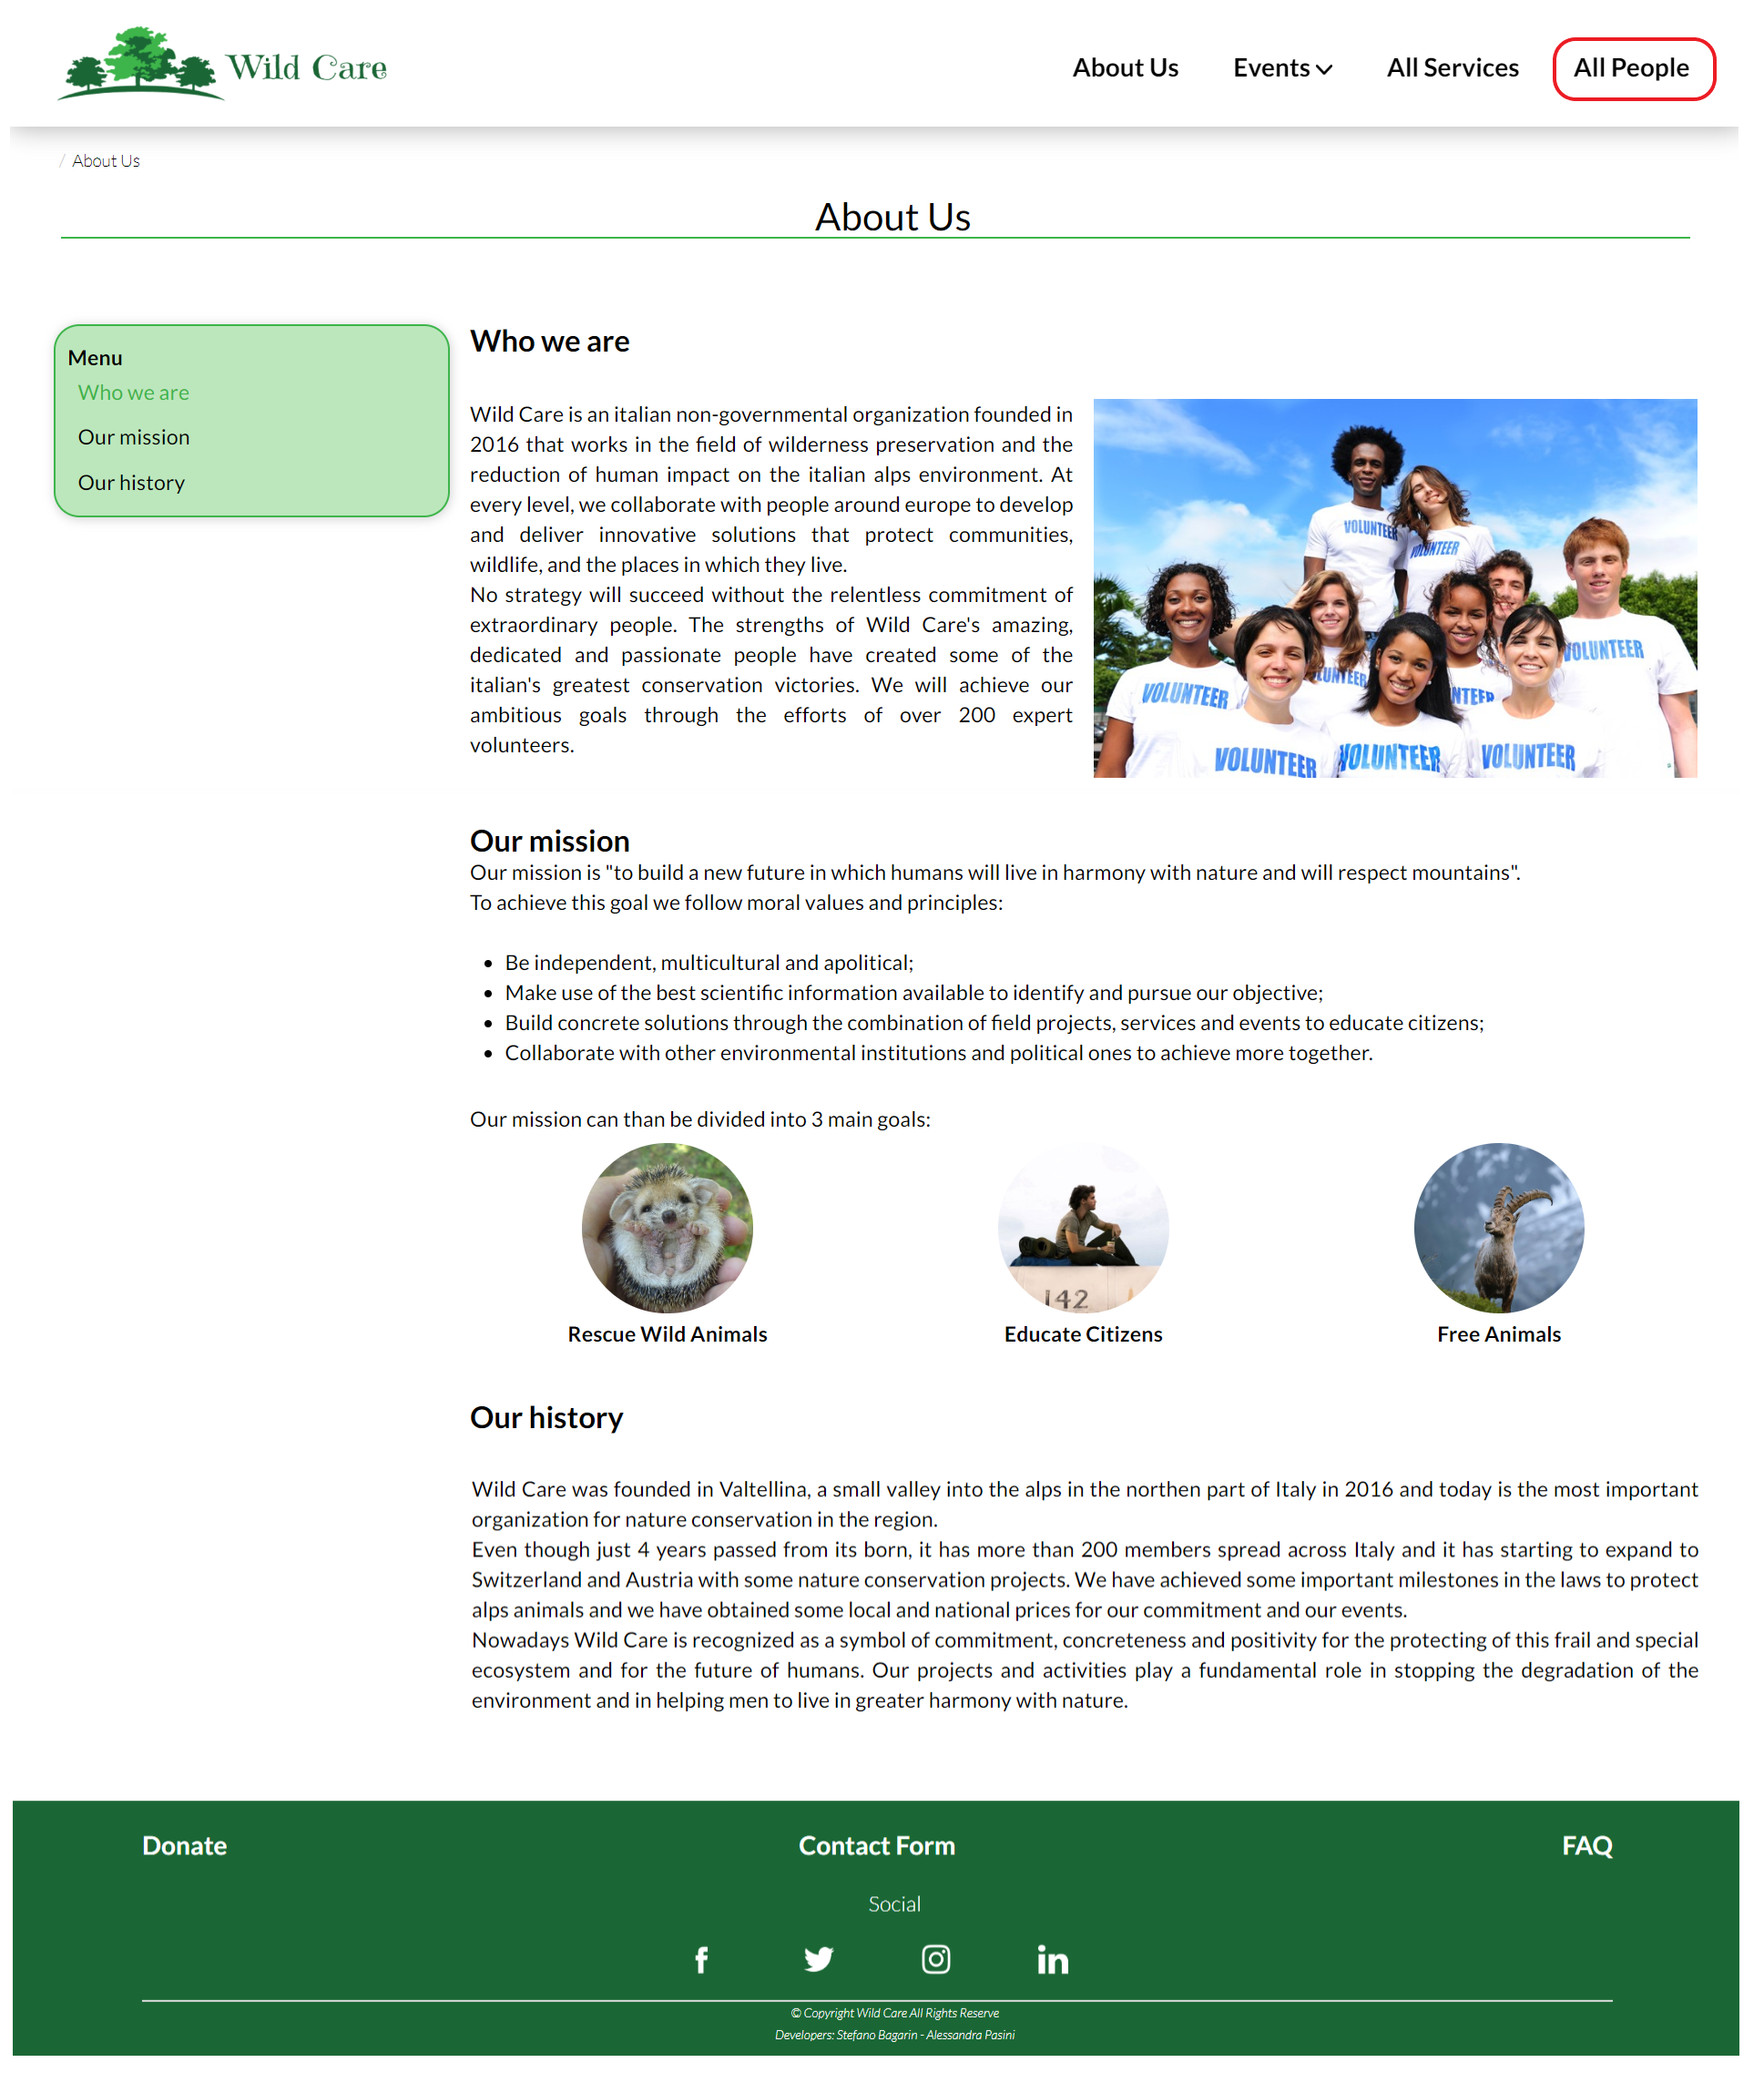 Wild Care
About Us
Events
All Services
All People
/ About Us
About Us
Menu
Who we are
Our mission
Our history
Who we are
Wild Care is an italian non-governmental organization founded in
2016 that works in the field of wilderness preservation and the
reduction of human impact on the italian alps environment. At
every level, we collaborate with people around europe to develop
and deliver innovative solutions that protect communities,
wildlife, and the places in which they live.
No strategy will succeed without the relentless commitment of
extraordinary people. The strengths of Wild Care's amazing,
dedicated and passionate people have created some of the
italian's greatest conservation victories. We will achieve our
ambitious goals through the efforts of over 200 expert
volunteers.
VOLUNTEER
VOLUNTEER
VOLUNTEER
VOLUNTEER
VOLUNTEER
VOLUNTEER
VOLUNTEER
Our mission
Our mission is "to build a new future in which humans will live in harmony with nature and will respect mountains".
To achieve this goal we follow moral values and principles:
• Be independent, multicultural and apolitical;
• Make use of the best scientific information available to identify and pursue our objective;
• Build concrete solutions through the combination of field projects, services and events to educate citizens;
• Collaborate with other environmental institutions and political ones to achieve more together.
Our mission can than be divided into 3 main goals:
142
Rescue Wild Animals
Educate Citizens
Free Animals
Our history
Wild Care was founded in Valtellina, a small valley into the alps in the northen part of Italy in 2016 and today is the most important
organization for nature conservation in the region.
Even though just 4 years passed from its born, it has more than 200 members spread across Italy and it has starting to expand to
Switzerland and Austria with some nature conservation projects. We have achieved some important milestones in the laws to protect
alps animals and we have obtained some local and national prices for our commitment and our events.
Nowadays Wild Care is recognized as a symbol of commitment, concreteness and positivity for the protecting of this frail and special
ecosystem and for the future of humans. Our projects and activities play a fundamental role in stopping the degradation of the
environment and in helping men to live in greater harmony with nature.
Donate
Contact Form
FAQ
Social
© Copyright Wild Care All Rights Reserve
Developers: Stefano Bagarin - Alessandra Pasini